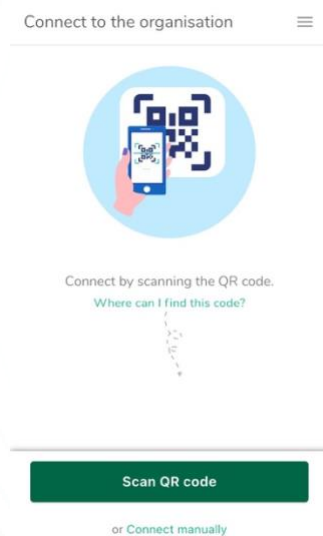 Connect to the organisation
Connect by scanning the QR code.
Where can I find this code?
Scan QR code
or Connect manually